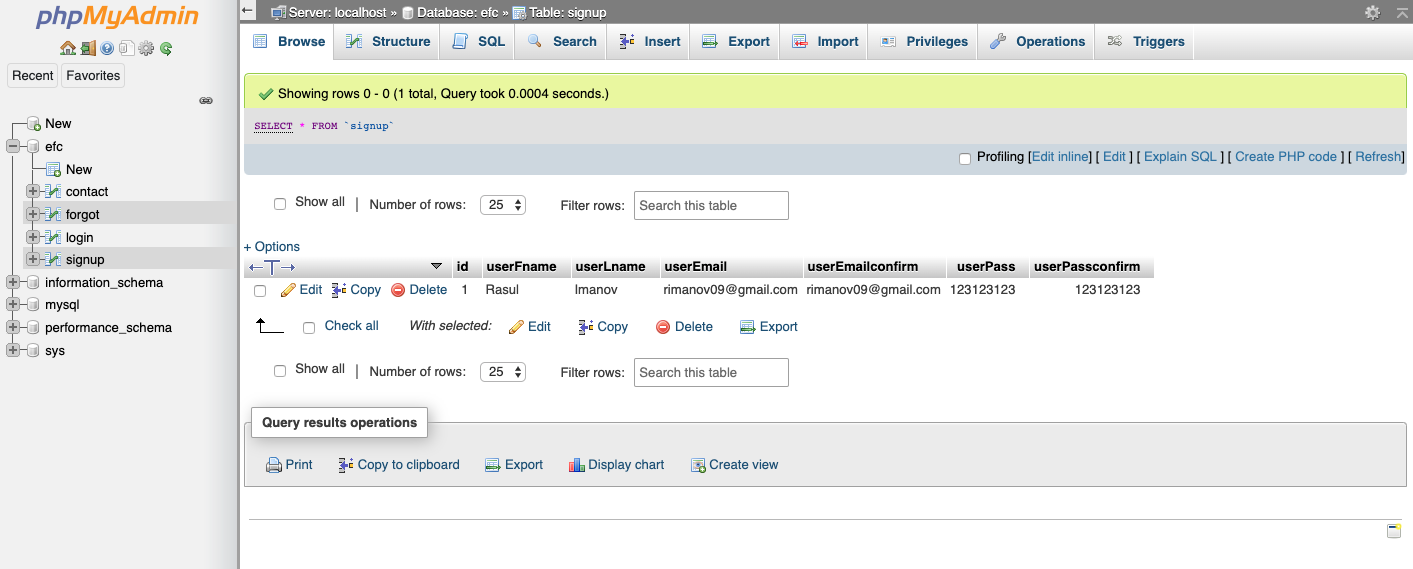 phpMyAdmin
Recent Favorites
New
efc
New
contact
forgot
login
signup
information_schema
mysql
performance_schema
sys
Server: localhost » Database: efc » Table: signup
Browse Structure SQL Search Insert Export Import Privileges Operations Triggers
Showing rows 0 - 0 (1 total, Query took 0.0004 seconds.)
SELECT * FROM `signup`
Profiling [Edit inline] [ Edit ] [ Explain SQL ] [ Create PHP code ] [ Refresh]
Show all | Number of rows: 25 Filter rows: Search this table
+ Options
←T→ id userFname userLname userEmail userEmailconfirm userPass userPassconfirm
Edit Copy Delete 1 Rasul Imanov rimanov09@gmail.com rimanov09@gmail.com 123123123 123123123
Check all With selected: Edit Copy Delete Export
Show all | Number of rows: 25 Filter rows: Search this table
Query results operations
Print Copy to clipboard Export Display chart Create view